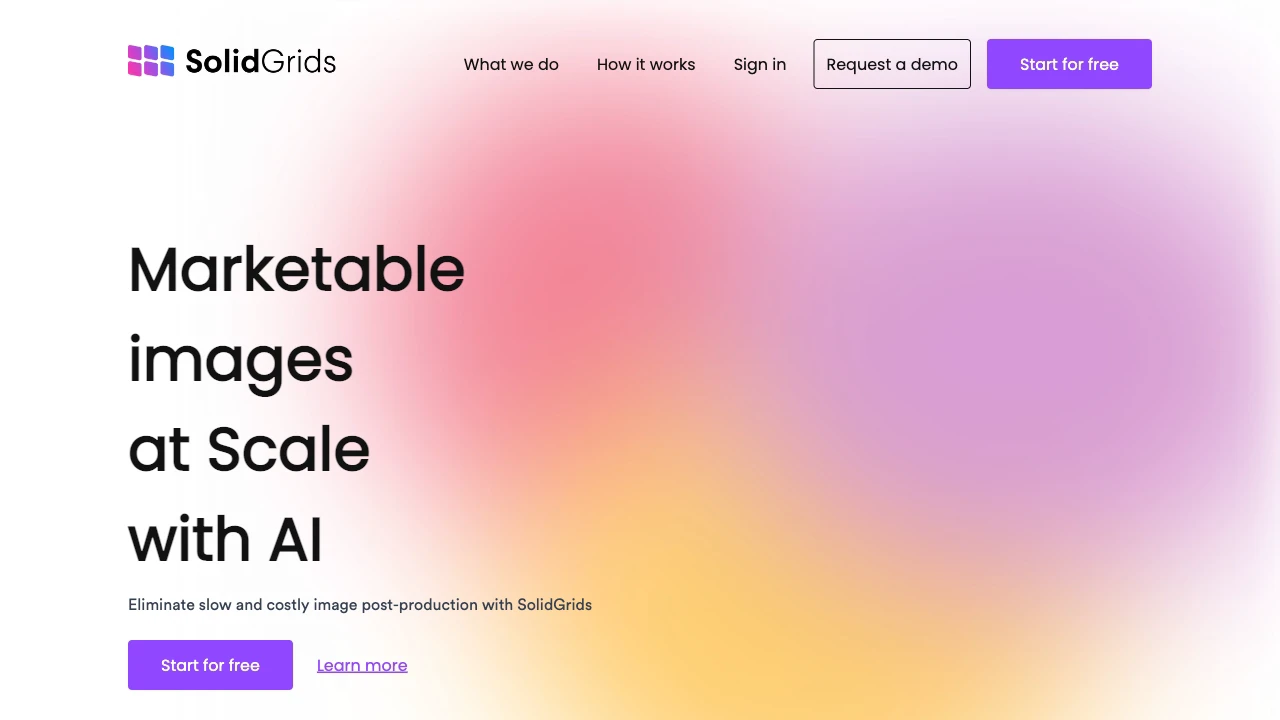 SolidGrids
What we do
How it works
Sign in
Request a demo
Start for free
Marketable
images
at Scale
with AI
Eliminate slow and costly image post-production with SolidGrids
Start for free
Learn more